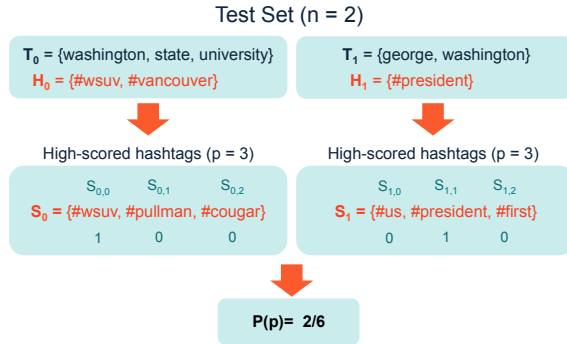 Test Set (n = 2)
T0 = {washington, state, university}
H0 = {#wsuv, #vancouver}
T1 = {george, washington}
H1 = {#president}
High-scored hashtags (p = 3)
S0,0 S0,1 S0,2
S0 = {#wsuv, #pullman, #cougar}
1 0 0
High-scored hashtags (p = 3)
S1,0 S1,1 S1,2
S1 = {#us, #president, #first}
0 1 0
P(p)= 2/6